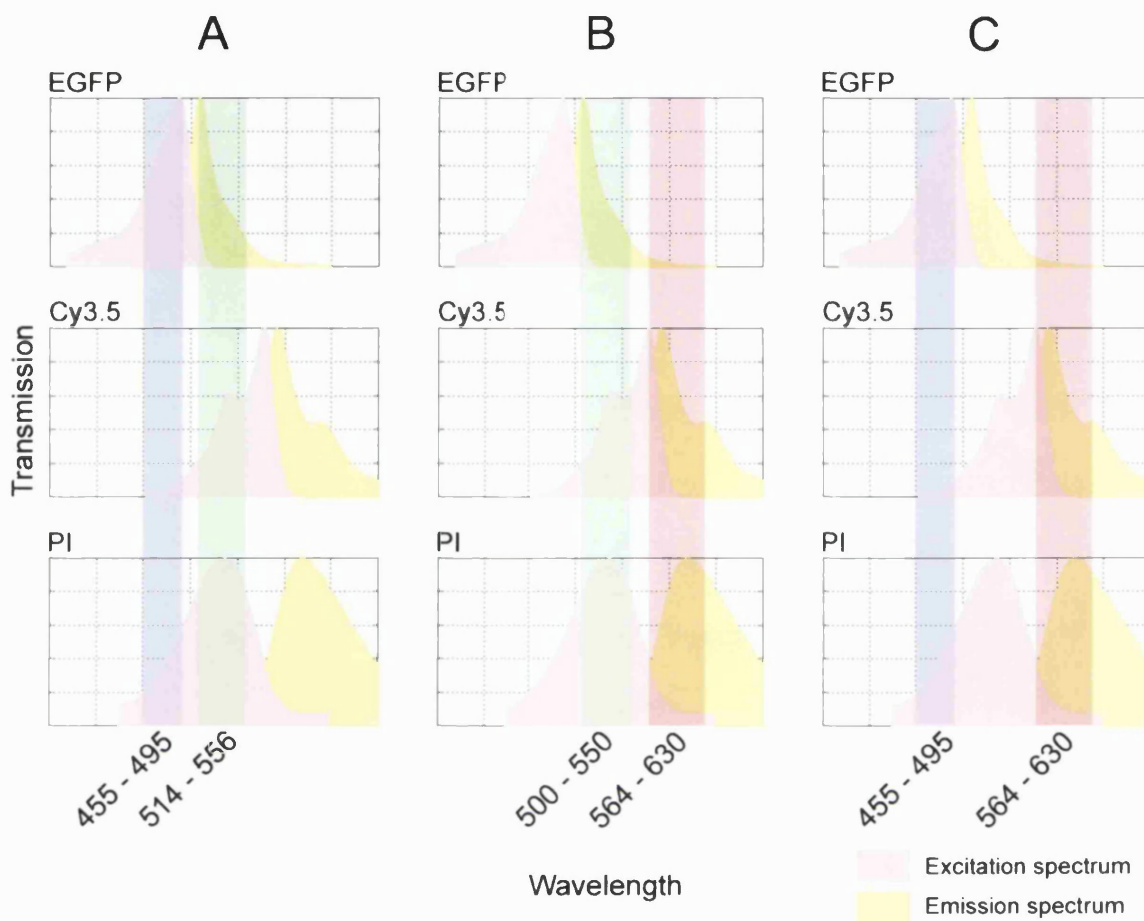 A
B
C
EGFP
EGFP
EGFP
Cy3.5
Cy3.5
Cy3.5
PI
PI
PI
Transmission
455 - 495
514 - 556
500 - 550
564 - 630
455 - 495
564 - 630
Wavelength
Excitation spectrum
Emission spectrum